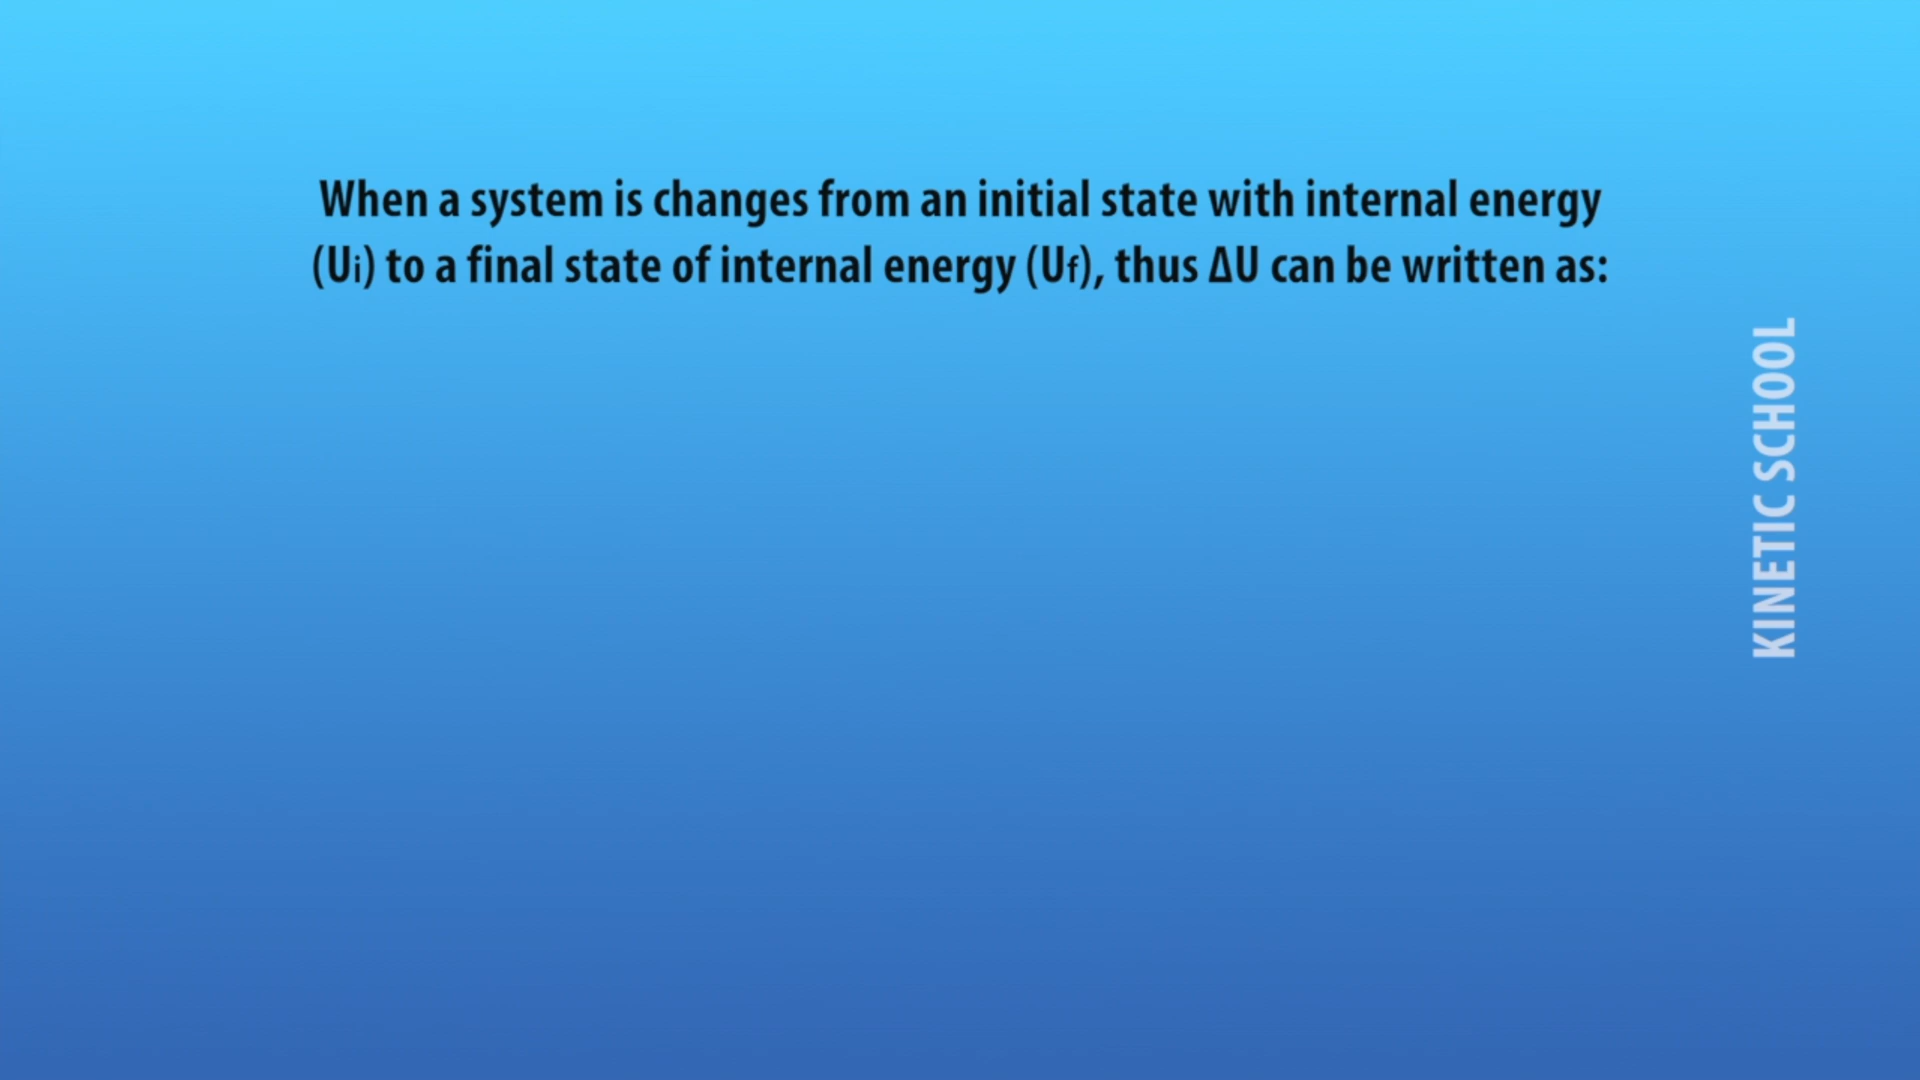 When a system is changes from an initial state with internal energy
(Ui) to a final state of internal energy (Uf), thus ΔU can be written as:
KINETIC SCHOOL